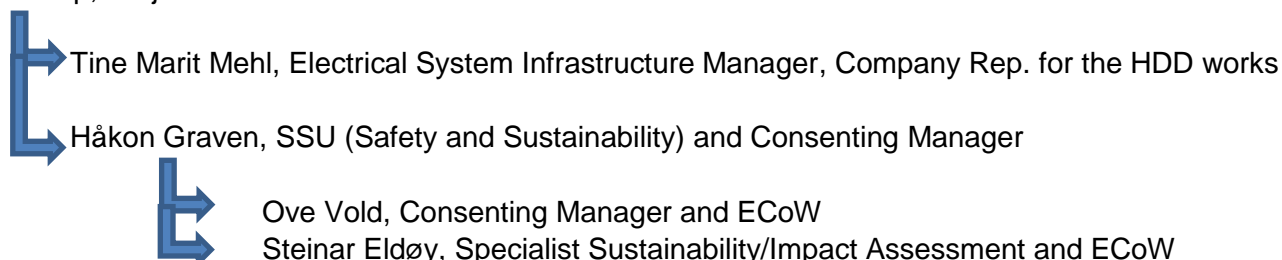 Tine Marit Mehl, Electrical System Infrastructure Manager, Company Rep. for the HDD works
Håkon Graven, SSU (Safety and Sustainability) and Consenting Manager
Ove Vold, Consenting Manager and ECoW
Steinar Eldøy, Specialist Sustainability/Impact Assessment and ECoW